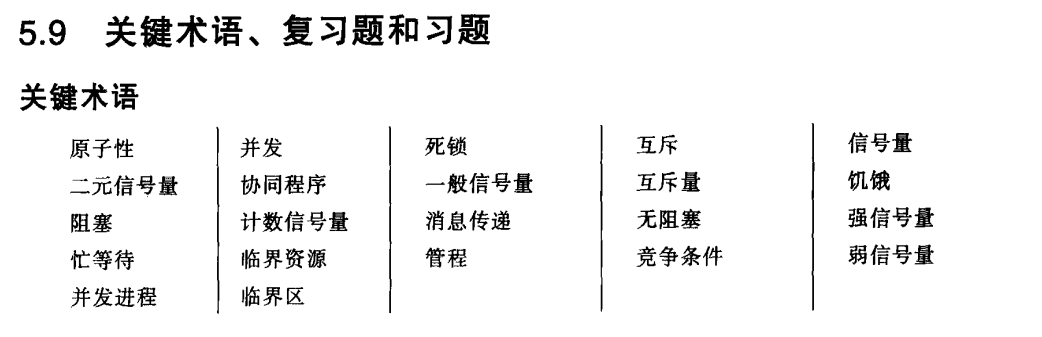 5.9 关键术语、复习题和习题
关键术语
原子性 并发 死锁 互斥 信号量
二元信号量 协同程序 一般信号量 互斥量 饥饿
阻塞 计数信号量 消息传递 无阻塞 强信号量
忙等待 临界资源 管程 竞争条件 弱信号量
并发进程 临界区